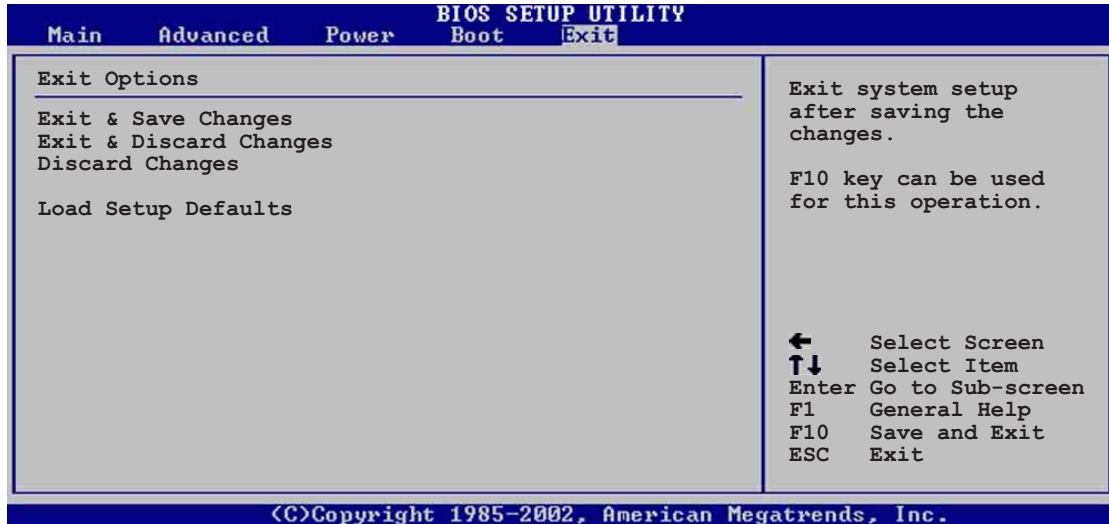 BIOS SETUP UTILITY
Main Advanced Power Boot Exit
Exit Options
Exit & Save Changes
Exit & Discard Changes
Discard Changes
Load Setup Defaults
Exit system setup
after saving the
changes.
F10 key can be used
for this operation.
← Select Screen
↑↓ Select Item
Enter Go to Sub-screen
F1 General Help
F10 Save and Exit
ESC Exit
(C)Copyright 1985-2002, American Megatrends, Inc.